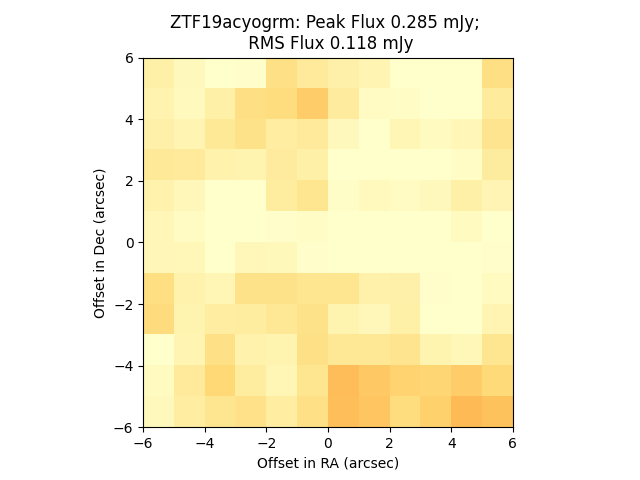 ZTF19acyogrm: Peak Flux 0.285 mJy;
RMS Flux 0.118 mJy
6
4
2
0
−2
−4
−6
Offset in Dec (arcsec)
−6 −4 −2 0 2 4 6
Offset in RA (arcsec)